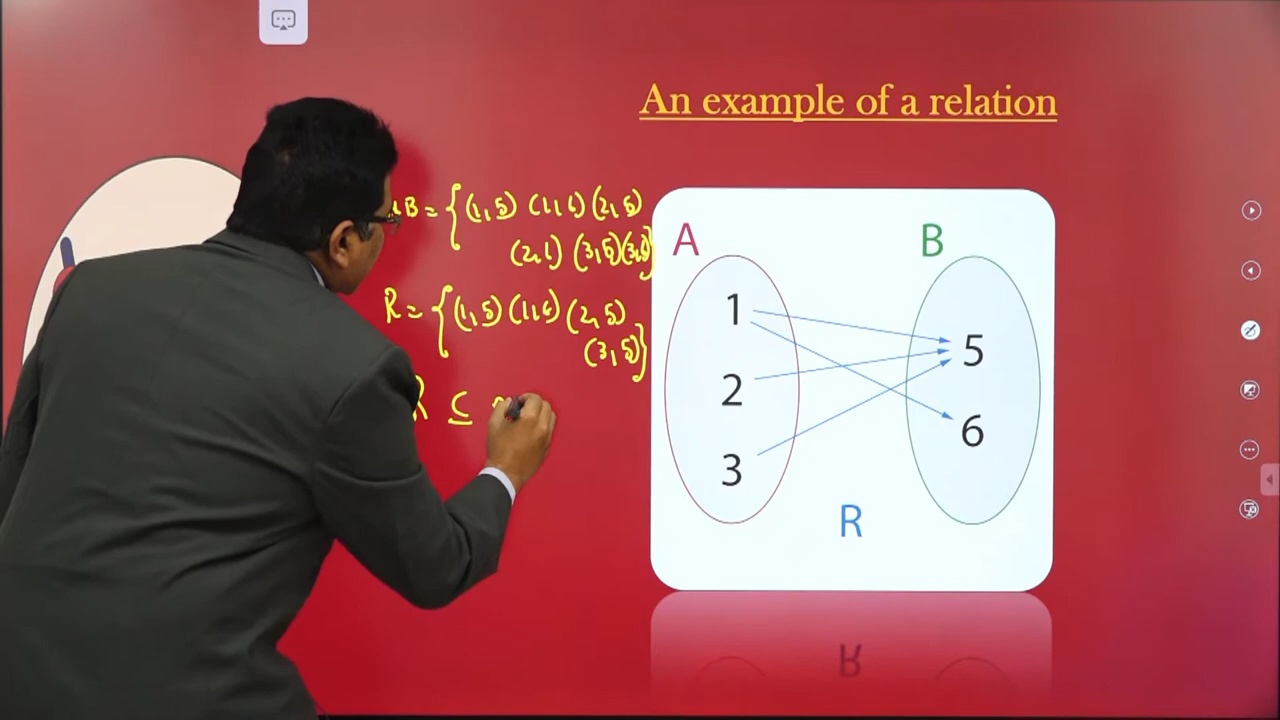 An example of a relation
B = { (1, 5) (1, 6) (2, 5)
(2, 6) (3, 5) (3, 6) }
R = { (1, 5) (1, 6) (2, 5)
(3, 5) }
R ⊆
A B
1
5
2
6
3
R
R